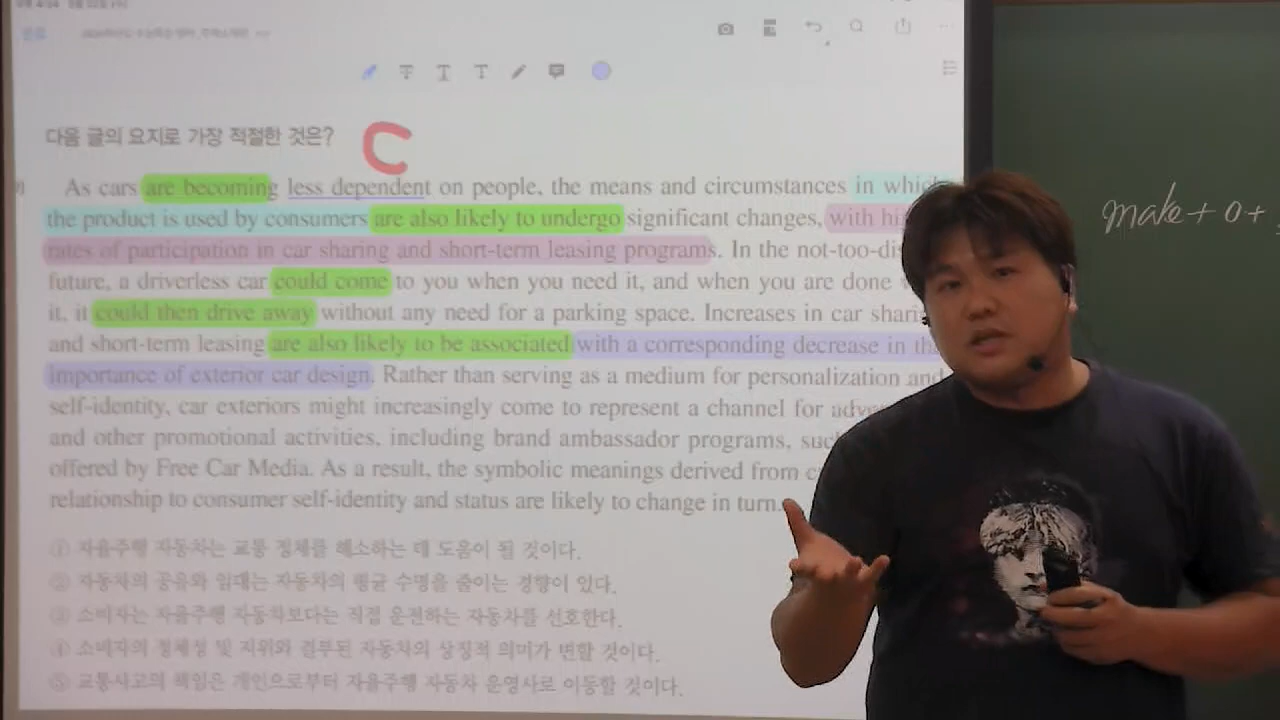 다음 글의 요지로 가장 적절한 것은?
C
As cars are becoming less dependent on people, the means and circumstances in which
the product is used by consumers are also likely to undergo significant changes, with
rates of participation in car sharing and short-term leasing programs. In the
future, a driverless car could come to you when you need it, and when you are done
it, it could then drive away without any need for a parking space. Increases in car
and short-term leasing are also likely to be associated with a corresponding decrease in
importance of exterior car design. Rather than serving as a medium for personalization and
self-identity, car exteriors might increasingly come to represent a channel for
and other promotional activities, including brand ambassador programs,
offered by Free Car Media. As a result, the symbolic meanings derived from
relationship to consumer self-identity and status are likely to change in turn.
① 자율주행 자동차는 교통 정체를 해소하는 데 도움이 될 것이다.
② 자동차의 공유와 임대는 자동차의 평균 수명을 줄이는 경향이 있다.
③ 소비자는 자율주행 자동차보다는 직접 운전하는 자동차를 선호한다.
④ 소비자의 정체성 및 지위와 결부된 자동차의 상징적 의미가 변할 것이다.
⑤ 교통사고의 책임은 개인으로부터 자율주행 자동차 운영사로 이동할 것이다.
make + o +